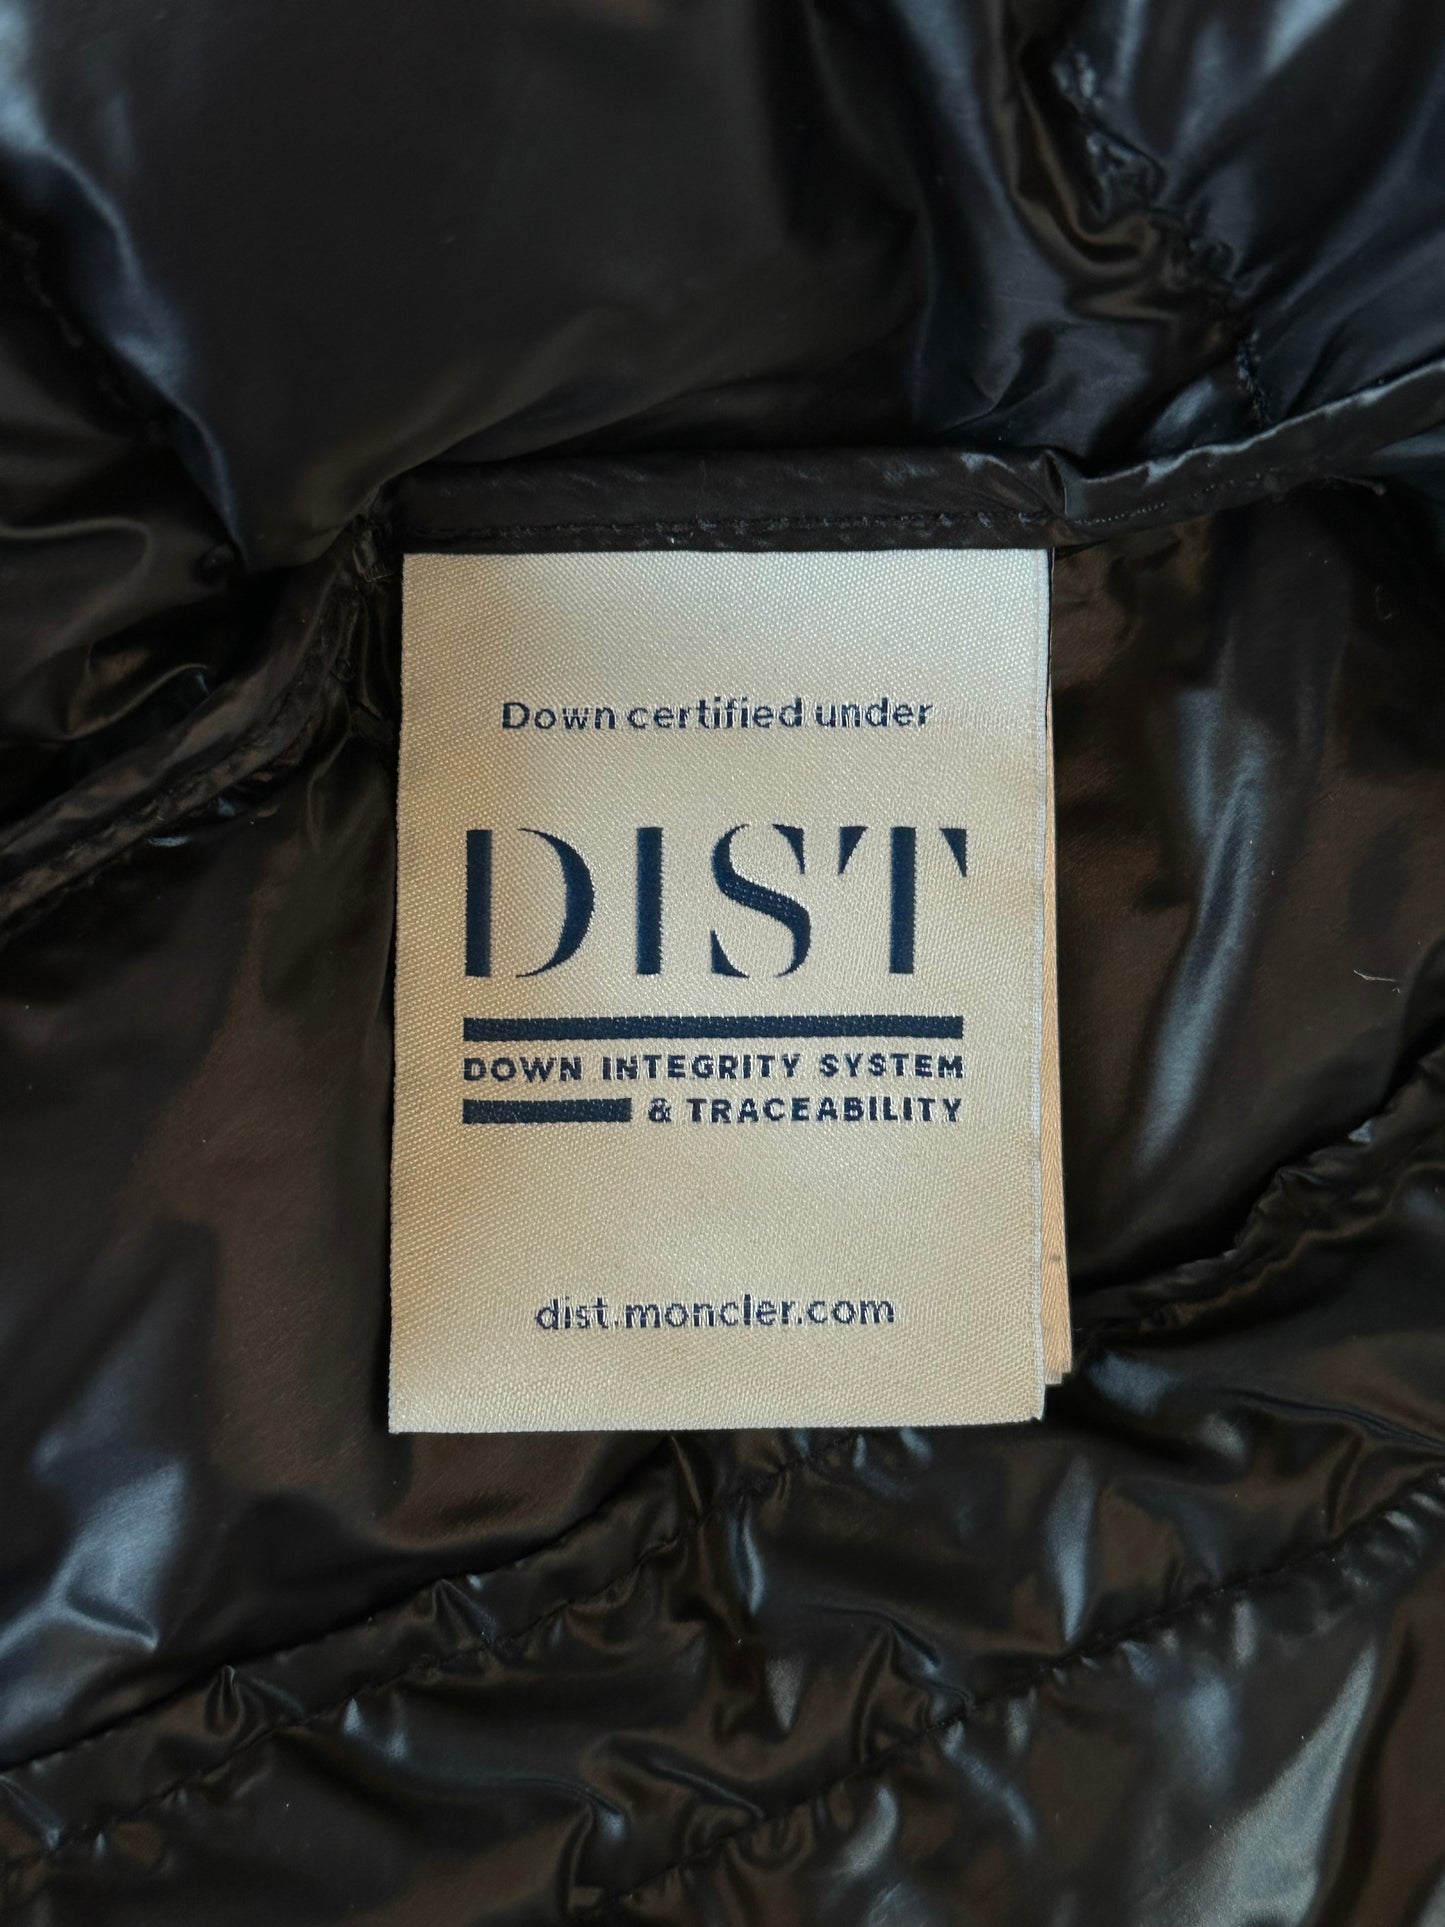 Down certified under
DIST
DOWN INTEGRITY SYSTEM
& TRACEABILITY
dist.moncler.com